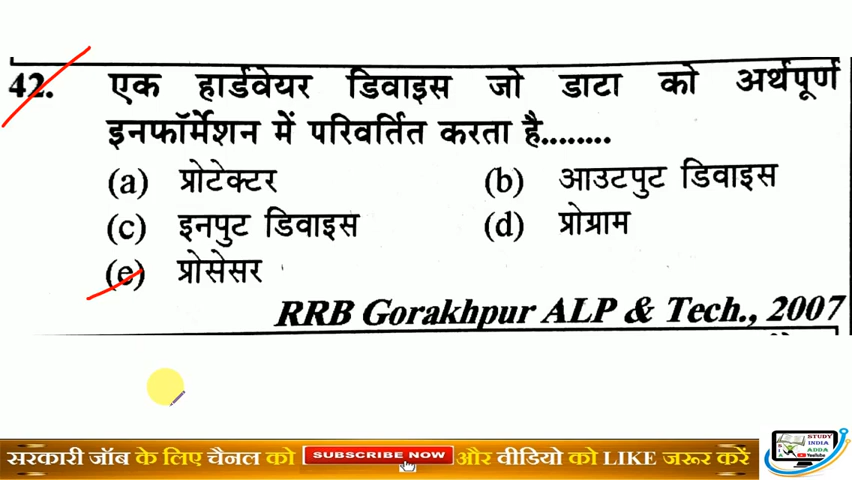 42. एक हार्डवेयर डिवाइस जो डाटा को अर्थपूर्ण
इनफॉर्मेशन में परिवर्तित करता है........
(a) प्रोटेक्टर (b) आउटपुट डिवाइस
(c) इनपुट डिवाइस (d) प्रोग्राम
(e) प्रोसेसर
RRB Gorakhpur ALP & Tech., 2007
सरकारी जॉब के लिए चैनल को SUBSCRIBE NOW और वीडियो को LIKE जरूर करें
STUDY
INDIA
ADDA
YouTube